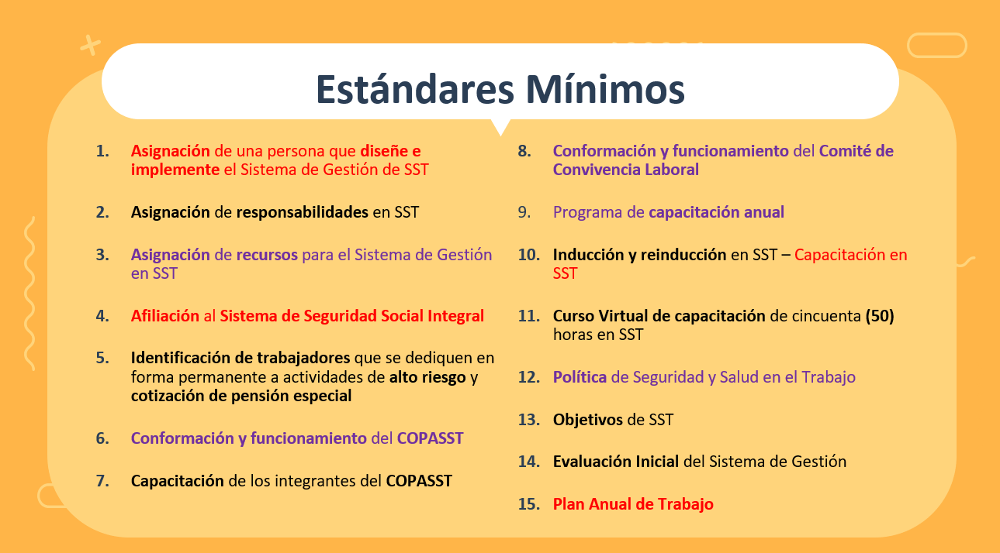 Estándares Mínimos
1. Asignación de una persona que diseñe e
implemente el Sistema de Gestión de SST
2. Asignación de responsabilidades en SST
3. Asignación de recursos para el Sistema de Gestión
en SST
4. Afiliación al Sistema de Seguridad Social Integral
5. Identificación de trabajadores que se dediquen en
forma permanente a actividades de alto riesgo y
cotización de pensión especial
6. Conformación y funcionamiento del COPASST
7. Capacitación de los integrantes del COPASST
8. Conformación y funcionamiento del Comité de
Convivencia Laboral
9. Programa de capacitación anual
10. Inducción y reinducción en SST – Capacitación en
SST
11. Curso Virtual de capacitación de cincuenta (50)
horas en SST
12. Política de Seguridad y Salud en el Trabajo
13. Objetivos de SST
14. Evaluación Inicial del Sistema de Gestión
15. Plan Anual de Trabajo